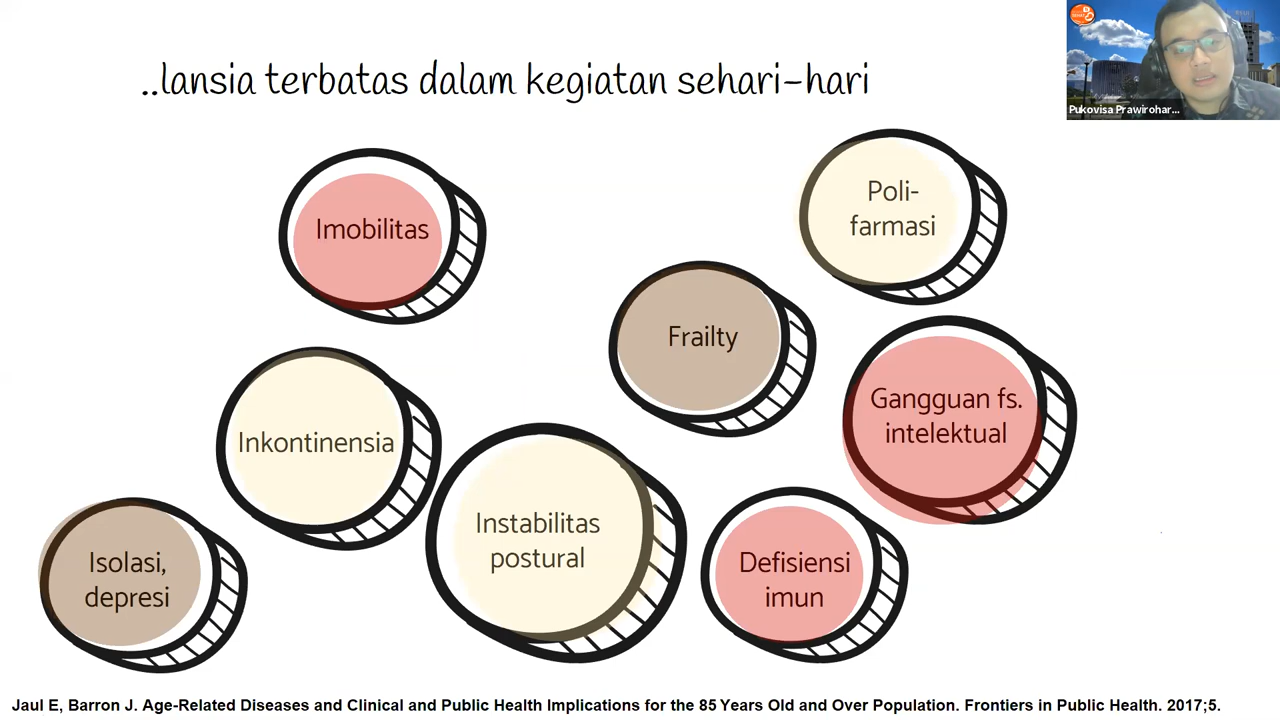 ..lansia terbatas dalam kegiatan sehari-hari
Pukovisa Prawirohar...
Imobilitas
Poli-
farmasi
Frailty
Gangguan fs.
intelektual
Inkontinensia
Instabilitas
postural
Isolasi,
depresi
Defisiensi
imun
Jaul E, Barron J. Age-Related Diseases and Clinical and Public Health Implications for the 85 Years Old and Over Population. Frontiers in Public Health. 2017;5.